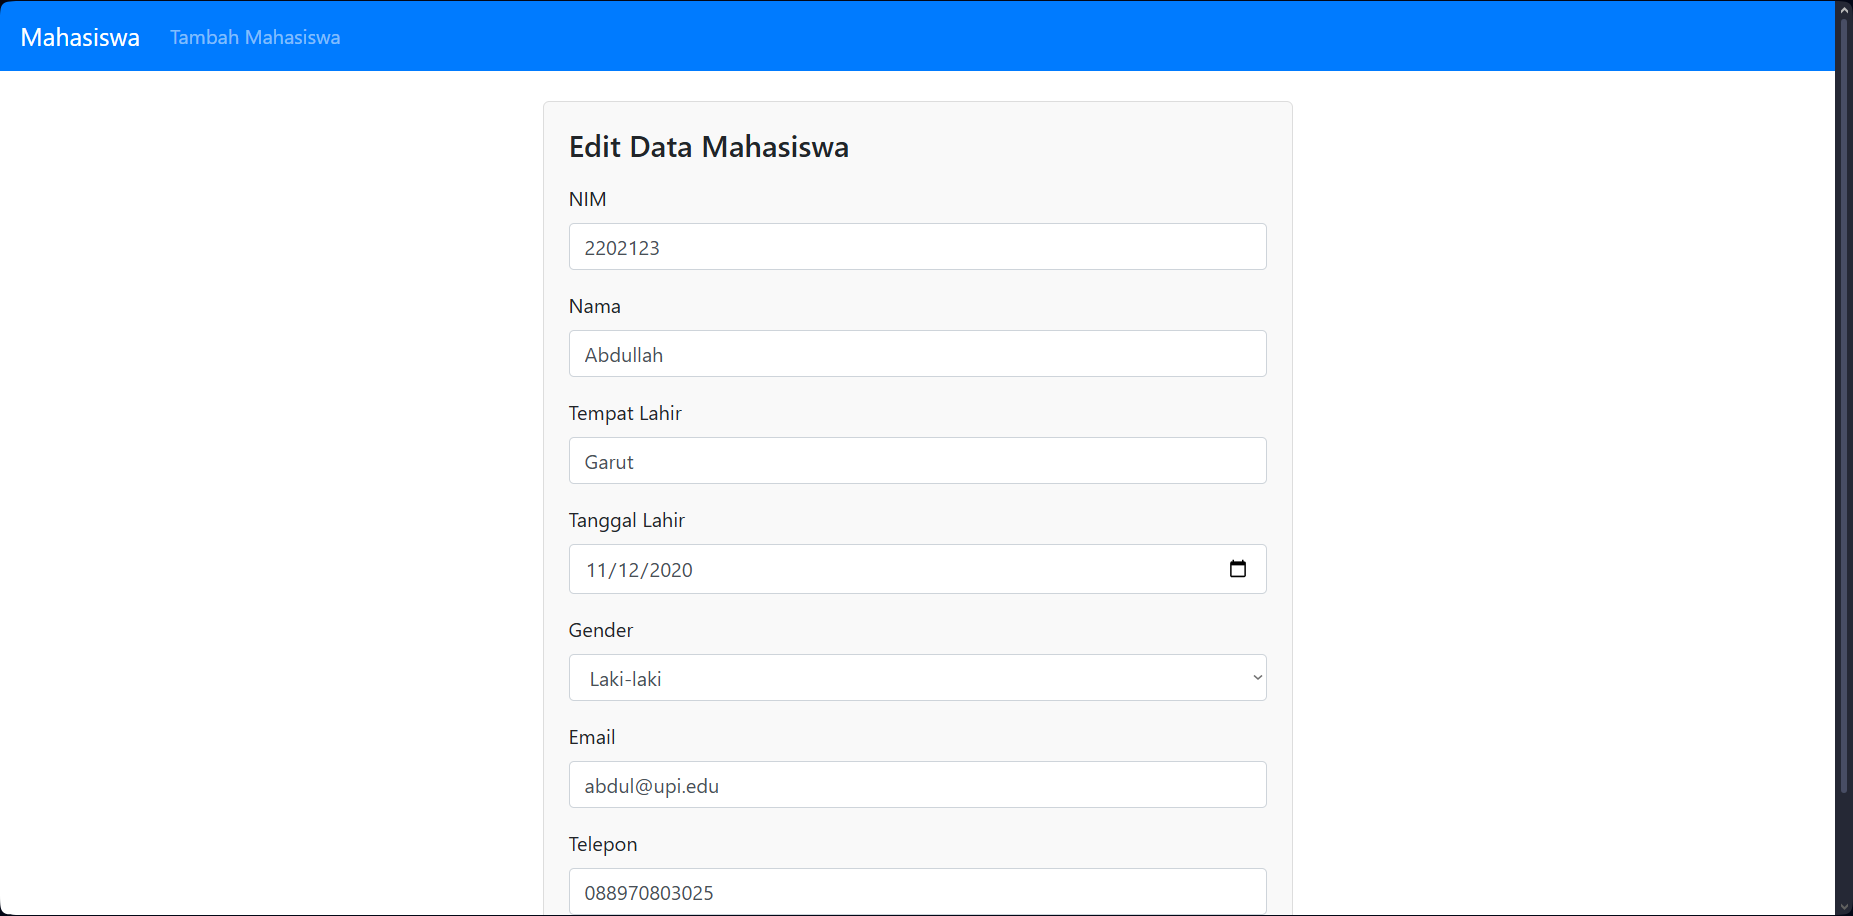 Mahasiswa Tambah Mahasiswa
Edit Data Mahasiswa
NIM
2202123
Nama
Abdullah
Tempat Lahir
Garut
Tanggal Lahir
11/12/2020
Gender
Laki-laki
Email
abdul@upi.edu
Telepon
088970803025